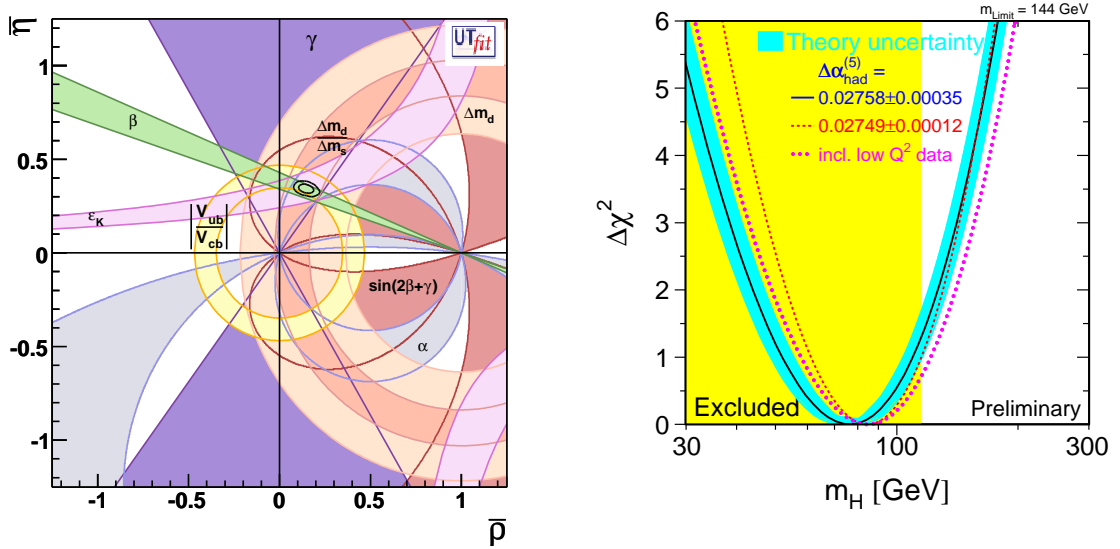 η̅
1
0.5
0
-0.5
-1
-1
-0.5
0
0.5
1
ρ̅
γ
UTfit
β
Δm_d
Δm_s
Δm_d
ε_K
|V_ub
V_cb|
sin(2β+γ)
α
m_Limit = 144 GeV
6
5
4
3
2
1
0
Δχ²
Theory uncertainty
Δα_had^(5) =
0.02758±0.00035
0.02749±0.00012
incl. low Q² data
Excluded
Preliminary
30
100
300
m_H [GeV]